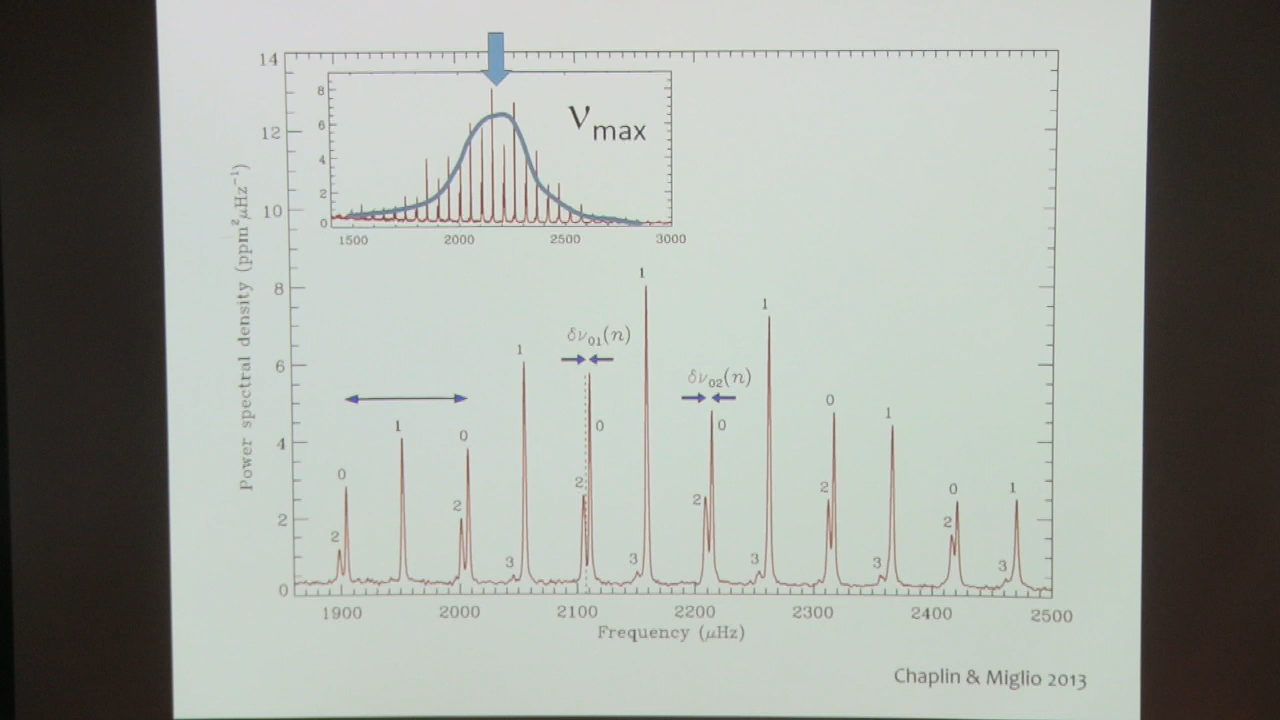 14
12
10
8
6
4
2
0
Power spectral density (ppm² μHz⁻¹)
8
6
4
2
0
1500 2000 2500 3000
νmax
1
1
δν₀₁(n)
1
δν₀₂(n)
1 0 0 0 0 1
0 2 2 2 2 0 1
2 2
2 3 3 3 3 3
1900 2000 2100 2200 2300 2400 2500
Frequency (μHz)
Chaplin & Miglio 2013